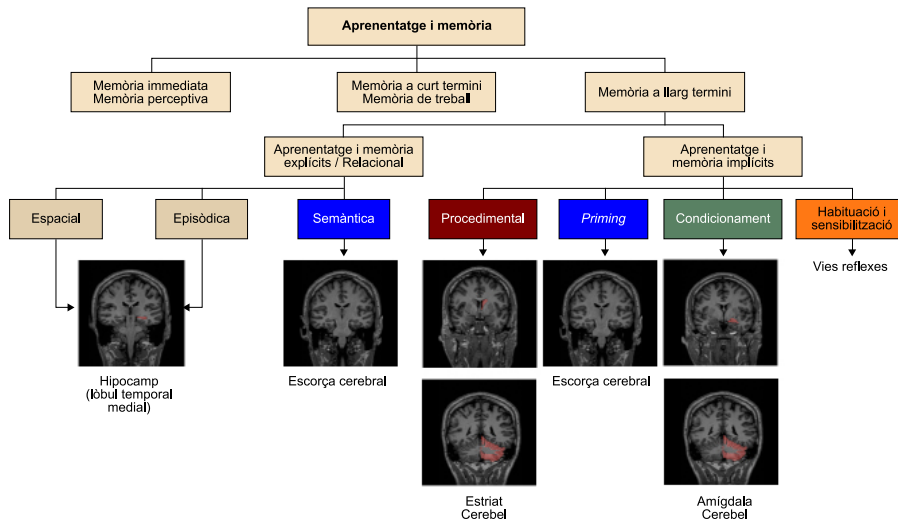 Aprenentatge i memòria
Memòria immediata
Memòria perceptiva
Memòria a curt termini
Memòria de treball
Memòria a llarg termini
Aprenentatge i memòria
explícits / Relacional
Aprenentatge i
memòria implícits
Espacial
Episòdica
Semàntica
Procedimental
Priming
Condicionament
Habituació i
sensibilització
Vies reflexes
Hipocamp
(lòbul temporal
medial)
Escorça cerebral
Escorça cerebral
Estriat
Cerebel
Amígdala
Cerebel